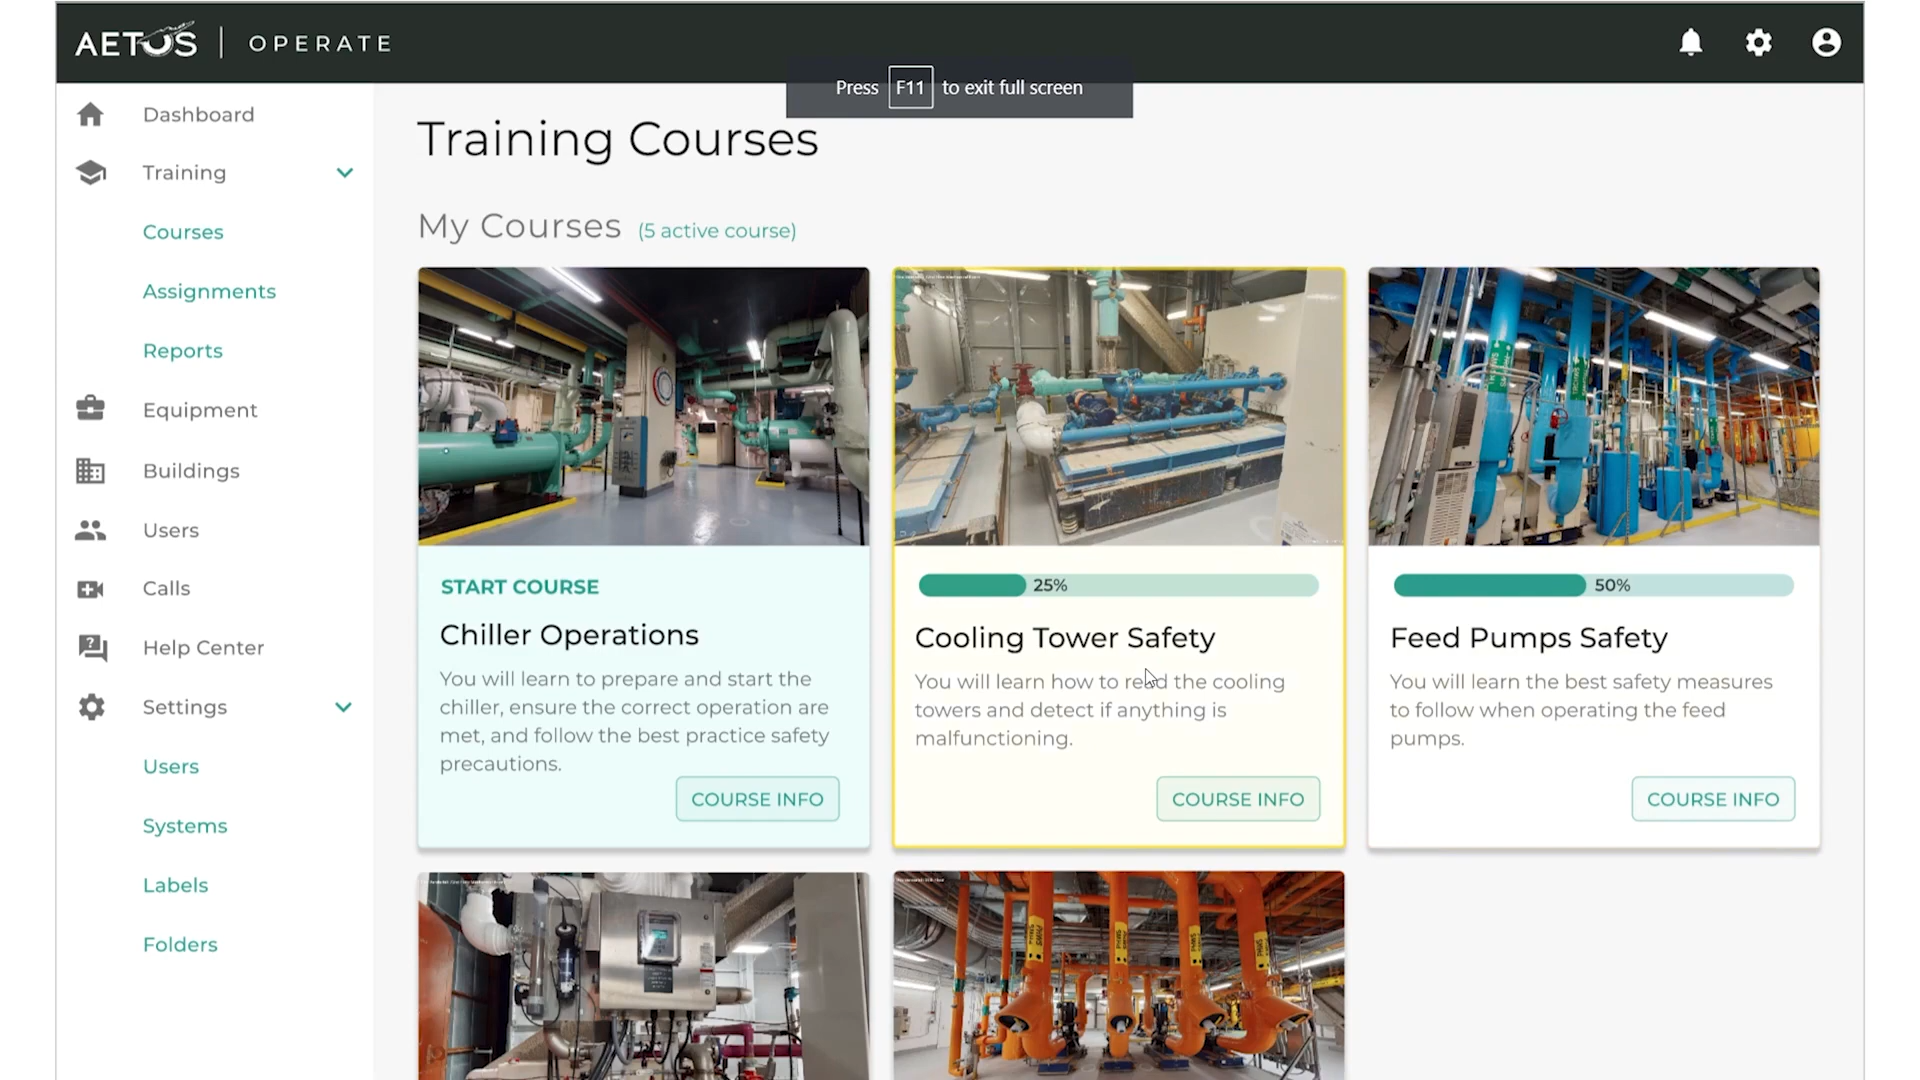 AETOS | OPERATE
Press F11 to exit full screen
Dashboard
Training
Courses
Assignments
Reports
Equipment
Buildings
Users
Calls
Help Center
Settings
Users
Systems
Labels
Folders
Training Courses
My Courses (5 active course)
START COURSE
Chiller Operations
You will learn to prepare and start the
chiller, ensure the correct operation are
met, and follow the best practice safety
precautions.
COURSE INFO
25%
Cooling Tower Safety
You will learn how to read the cooling
towers and detect if anything is
malfunctioning.
COURSE INFO
50%
Feed Pumps Safety
You will learn the best safety measures
to follow when operating the feed
pumps.
COURSE INFO